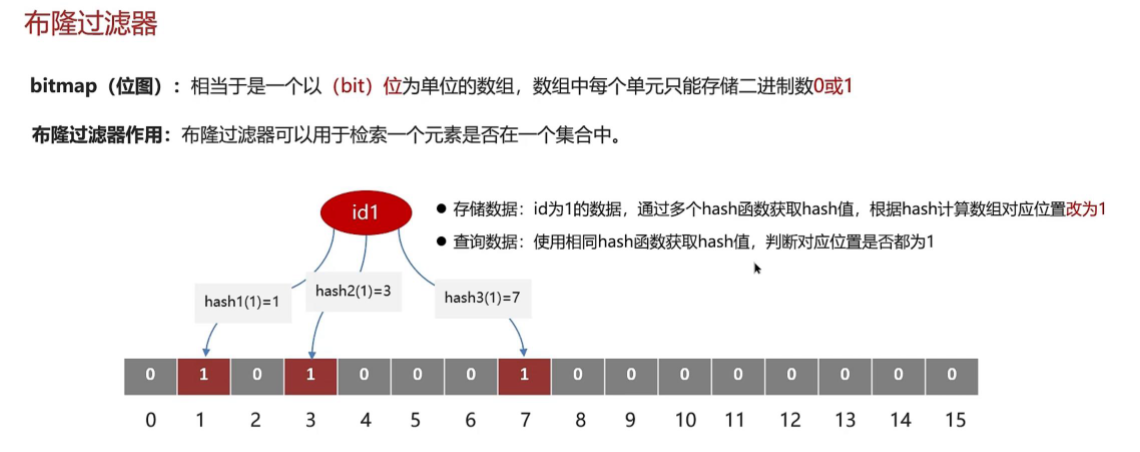 布隆过滤器
bitmap（位图）：相当于是一个以（bit）位为单位的数组，数组中每个单元只能存储二进制数0或1
布隆过滤器作用：布隆过滤器可以用于检索一个元素是否在一个集合中。
id1
● 存储数据：id为1的数据，通过多个hash函数获取hash值，根据hash计算数组对应位置改为1
● 查询数据：使用相同hash函数获取hash值，判断对应位置是否都为1
hash1(1)=1
hash2(1)=3
hash3(1)=7
0 1 0 1 0 0 0 1 0 0 0 0 0 0 0 0
0 1 2 3 4 5 6 7 8 9 10 11 12 13 14 15